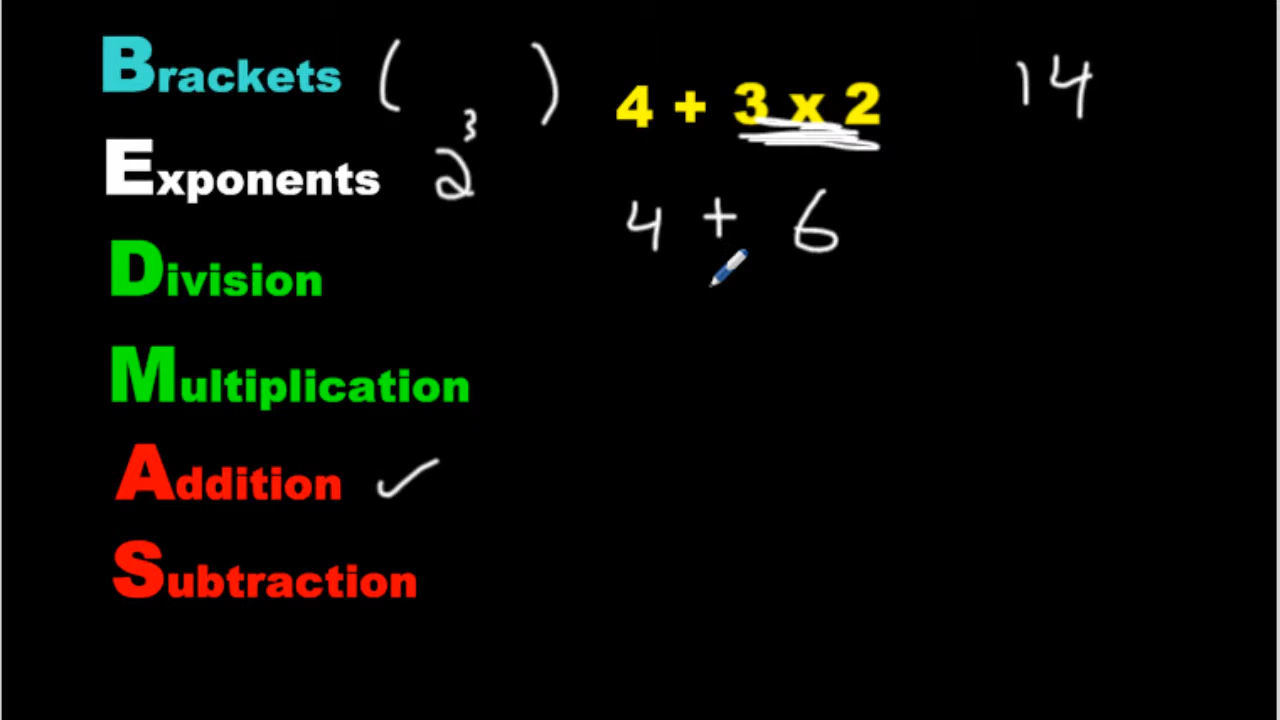 Brackets ( )
4 + 3 x 2
14
Exponents 2³
4 + 6
Division
Multiplication
Addition ✓
Subtraction